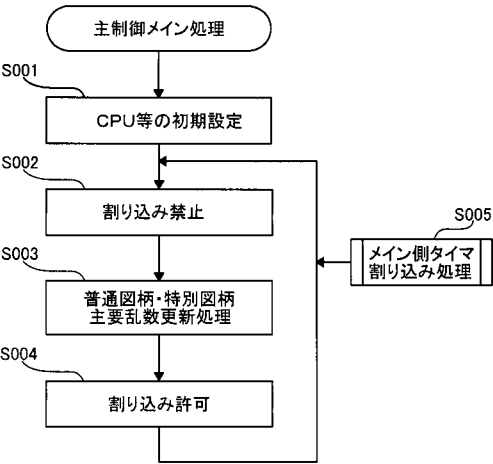 主制御メイン処理
S001
CPU等の初期設定
S002
割り込み禁止
S005
メイン側タイマ
割り込み処理
S003
普通図柄・特別図柄
主要乱数更新処理
S004
割り込み許可